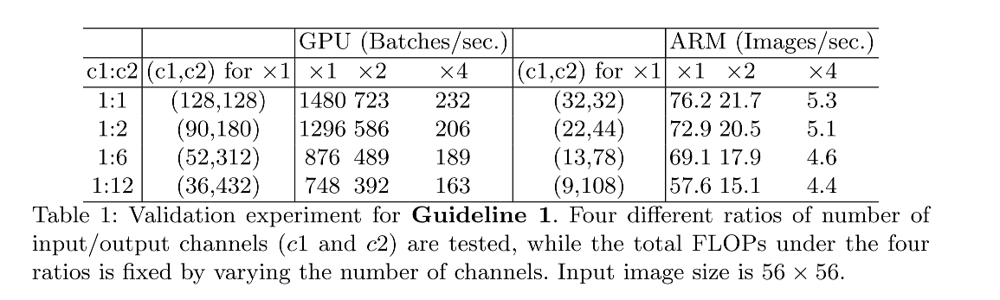 GPU (Batches/sec.) ARM (Images/sec.)
c1:c2 (c1,c2) for ×1 ×1 ×2 ×4 (c1,c2) for ×1 ×1 ×2 ×4
1:1 (128,128) 1480 723 232 (32,32) 76.2 21.7 5.3
1:2 (90,180) 1296 586 206 (22,44) 72.9 20.5 5.1
1:6 (52,312) 876 489 189 (13,78) 69.1 17.9 4.6
1:12 (36,432) 748 392 163 (9,108) 57.6 15.1 4.4
Table 1: Validation experiment for Guideline 1. Four different ratios of number of
input/output channels (c1 and c2) are tested, while the total FLOPs under the four
ratios is fixed by varying the number of channels. Input image size is 56 × 56.